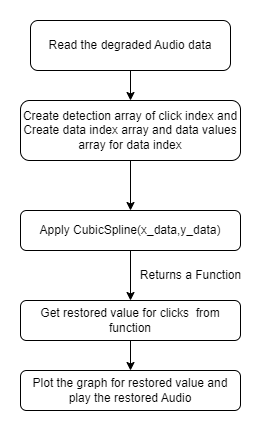 Read the degraded Audio data
Create detection array of click index and
Create data index array and data values
array for data index
Apply CubicSpline(x_data,y_data)
Returns a Function
Get restored value for clicks from
function
Plot the graph for restored value and
play the restored Audio